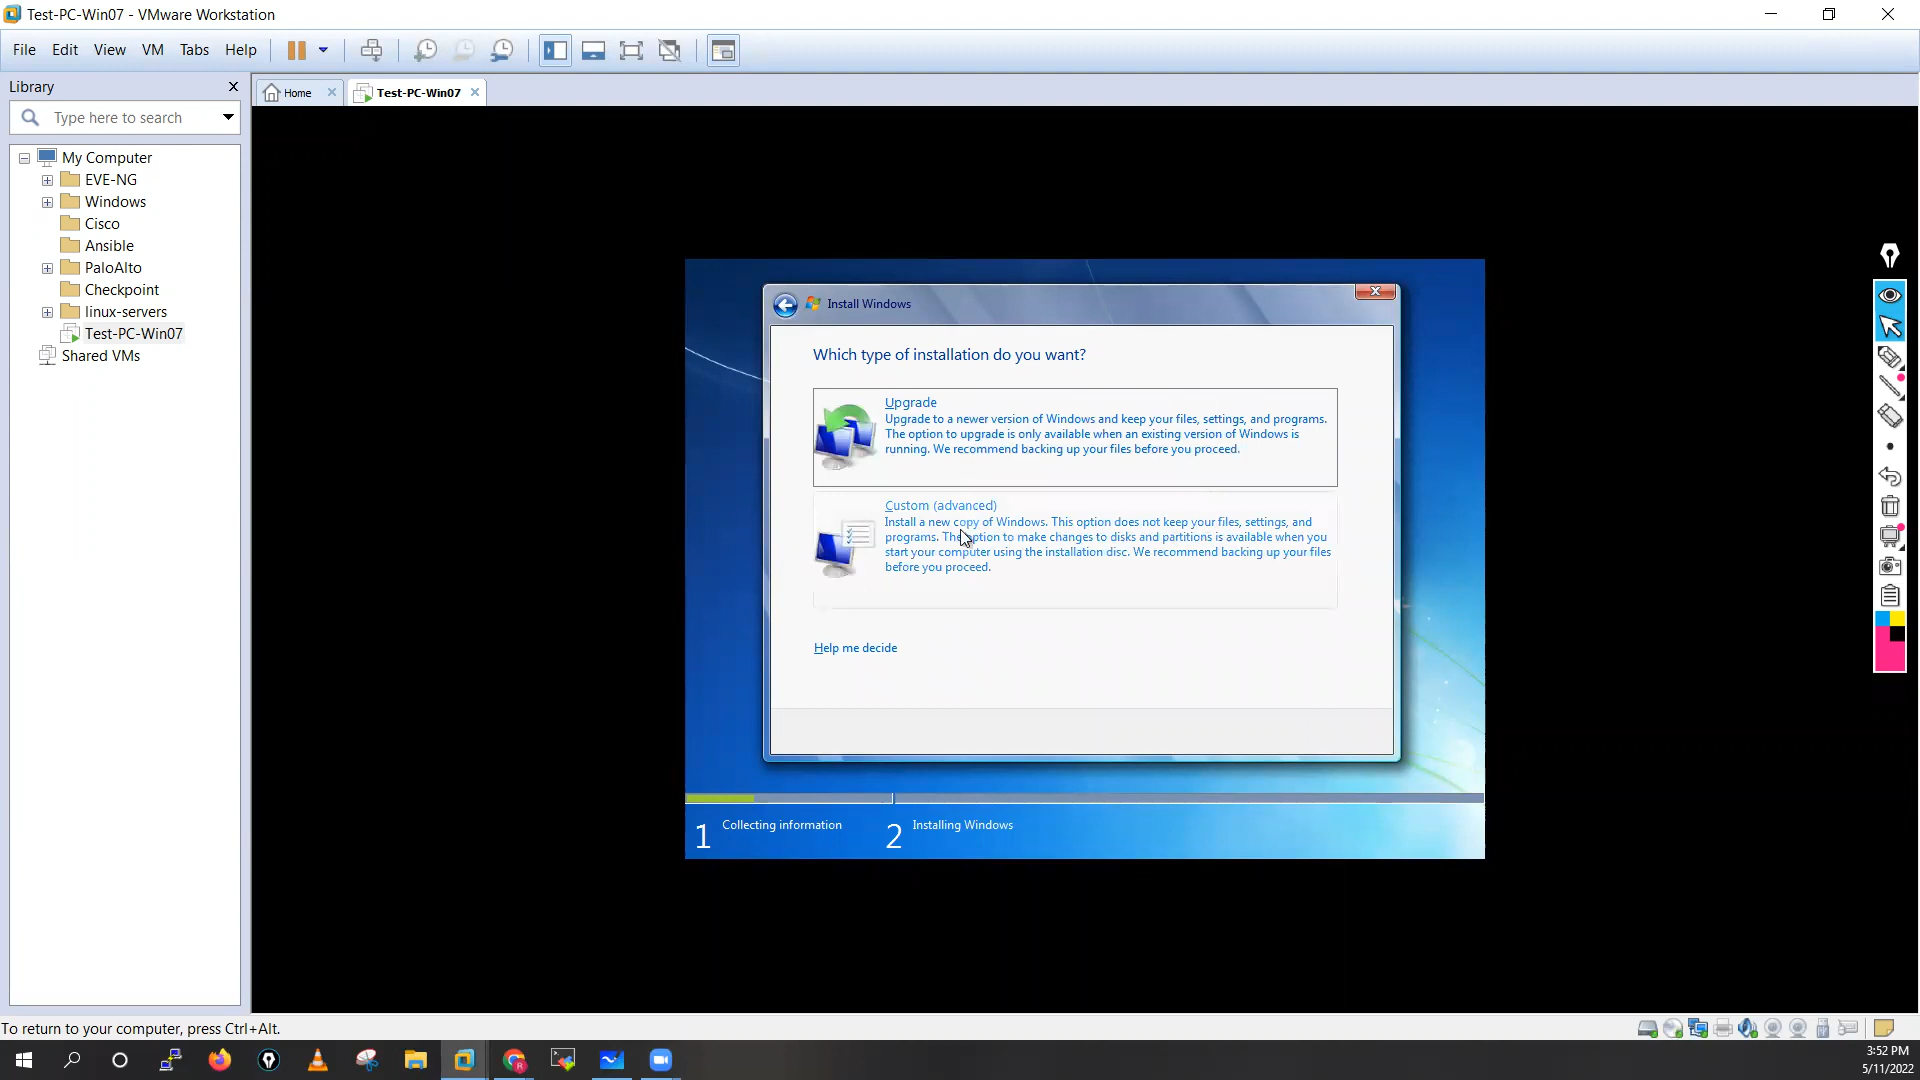 Test-PC-Win07 - VMware Workstation
File Edit View VM Tabs Help
Library
Home
Test-PC-Win07
Type here to search
My Computer
EVE-NG
Windows
Cisco
Ansible
PaloAlto
Checkpoint
linux-servers
Test-PC-Win07
Shared VMs
Install Windows
Which type of installation do you want?
Upgrade
Upgrade to a newer version of Windows and keep your files, settings, and programs.
The option to upgrade is only available when an existing version of Windows is
running. We recommend backing up your files before you proceed.
Custom (advanced)
Install a new copy of Windows. This option does not keep your files, settings, and
programs. The option to make changes to disks and partitions is available when you
start your computer using the installation disc. We recommend backing up your files
before you proceed.
Help me decide
1 Collecting information
2 Installing Windows
To return to your computer, press Ctrl+Alt.
3:52 PM
5/11/2022